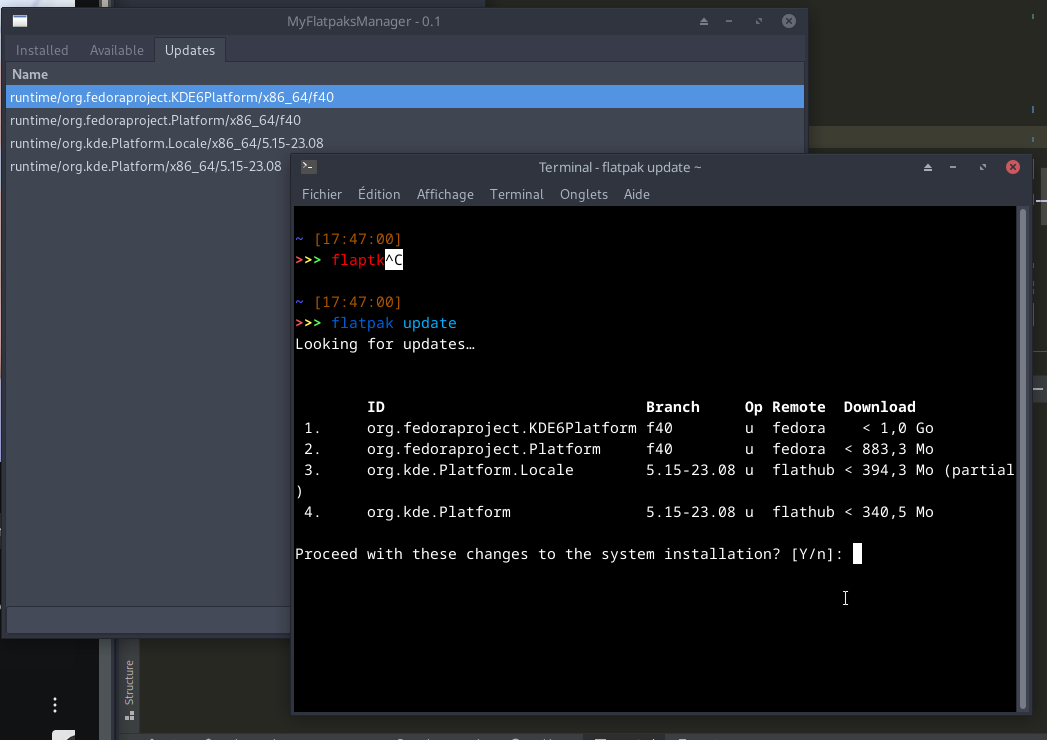 MyFlatpaksManager - 0.1
Installed Available Updates
Name
runtime/org.fedoraproject.KDE6Platform/x86_64/f40
runtime/org.fedoraproject.Platform/x86_64/f40
runtime/org.kde.Platform.Locale/x86_64/5.15-23.08
runtime/org.kde.Platform/x86_64/5.15-23.08
Terminal - flatpak update ~
Fichier Édition Affichage Terminal Onglets Aide
~ [17:47:00]
>>> flaptk^C
~ [17:47:00]
>>> flatpak update
Looking for updates…
ID Branch Op Remote Download
1. org.fedoraproject.KDE6Platform f40 u fedora < 1,0 Go
2. org.fedoraproject.Platform f40 u fedora < 883,3 Mo
3. org.kde.Platform.Locale 5.15-23.08 u flathub < 394,3 Mo (partial
)
4. org.kde.Platform 5.15-23.08 u flathub < 340,5 Mo
Proceed with these changes to the system installation? [Y/n]:
Structure